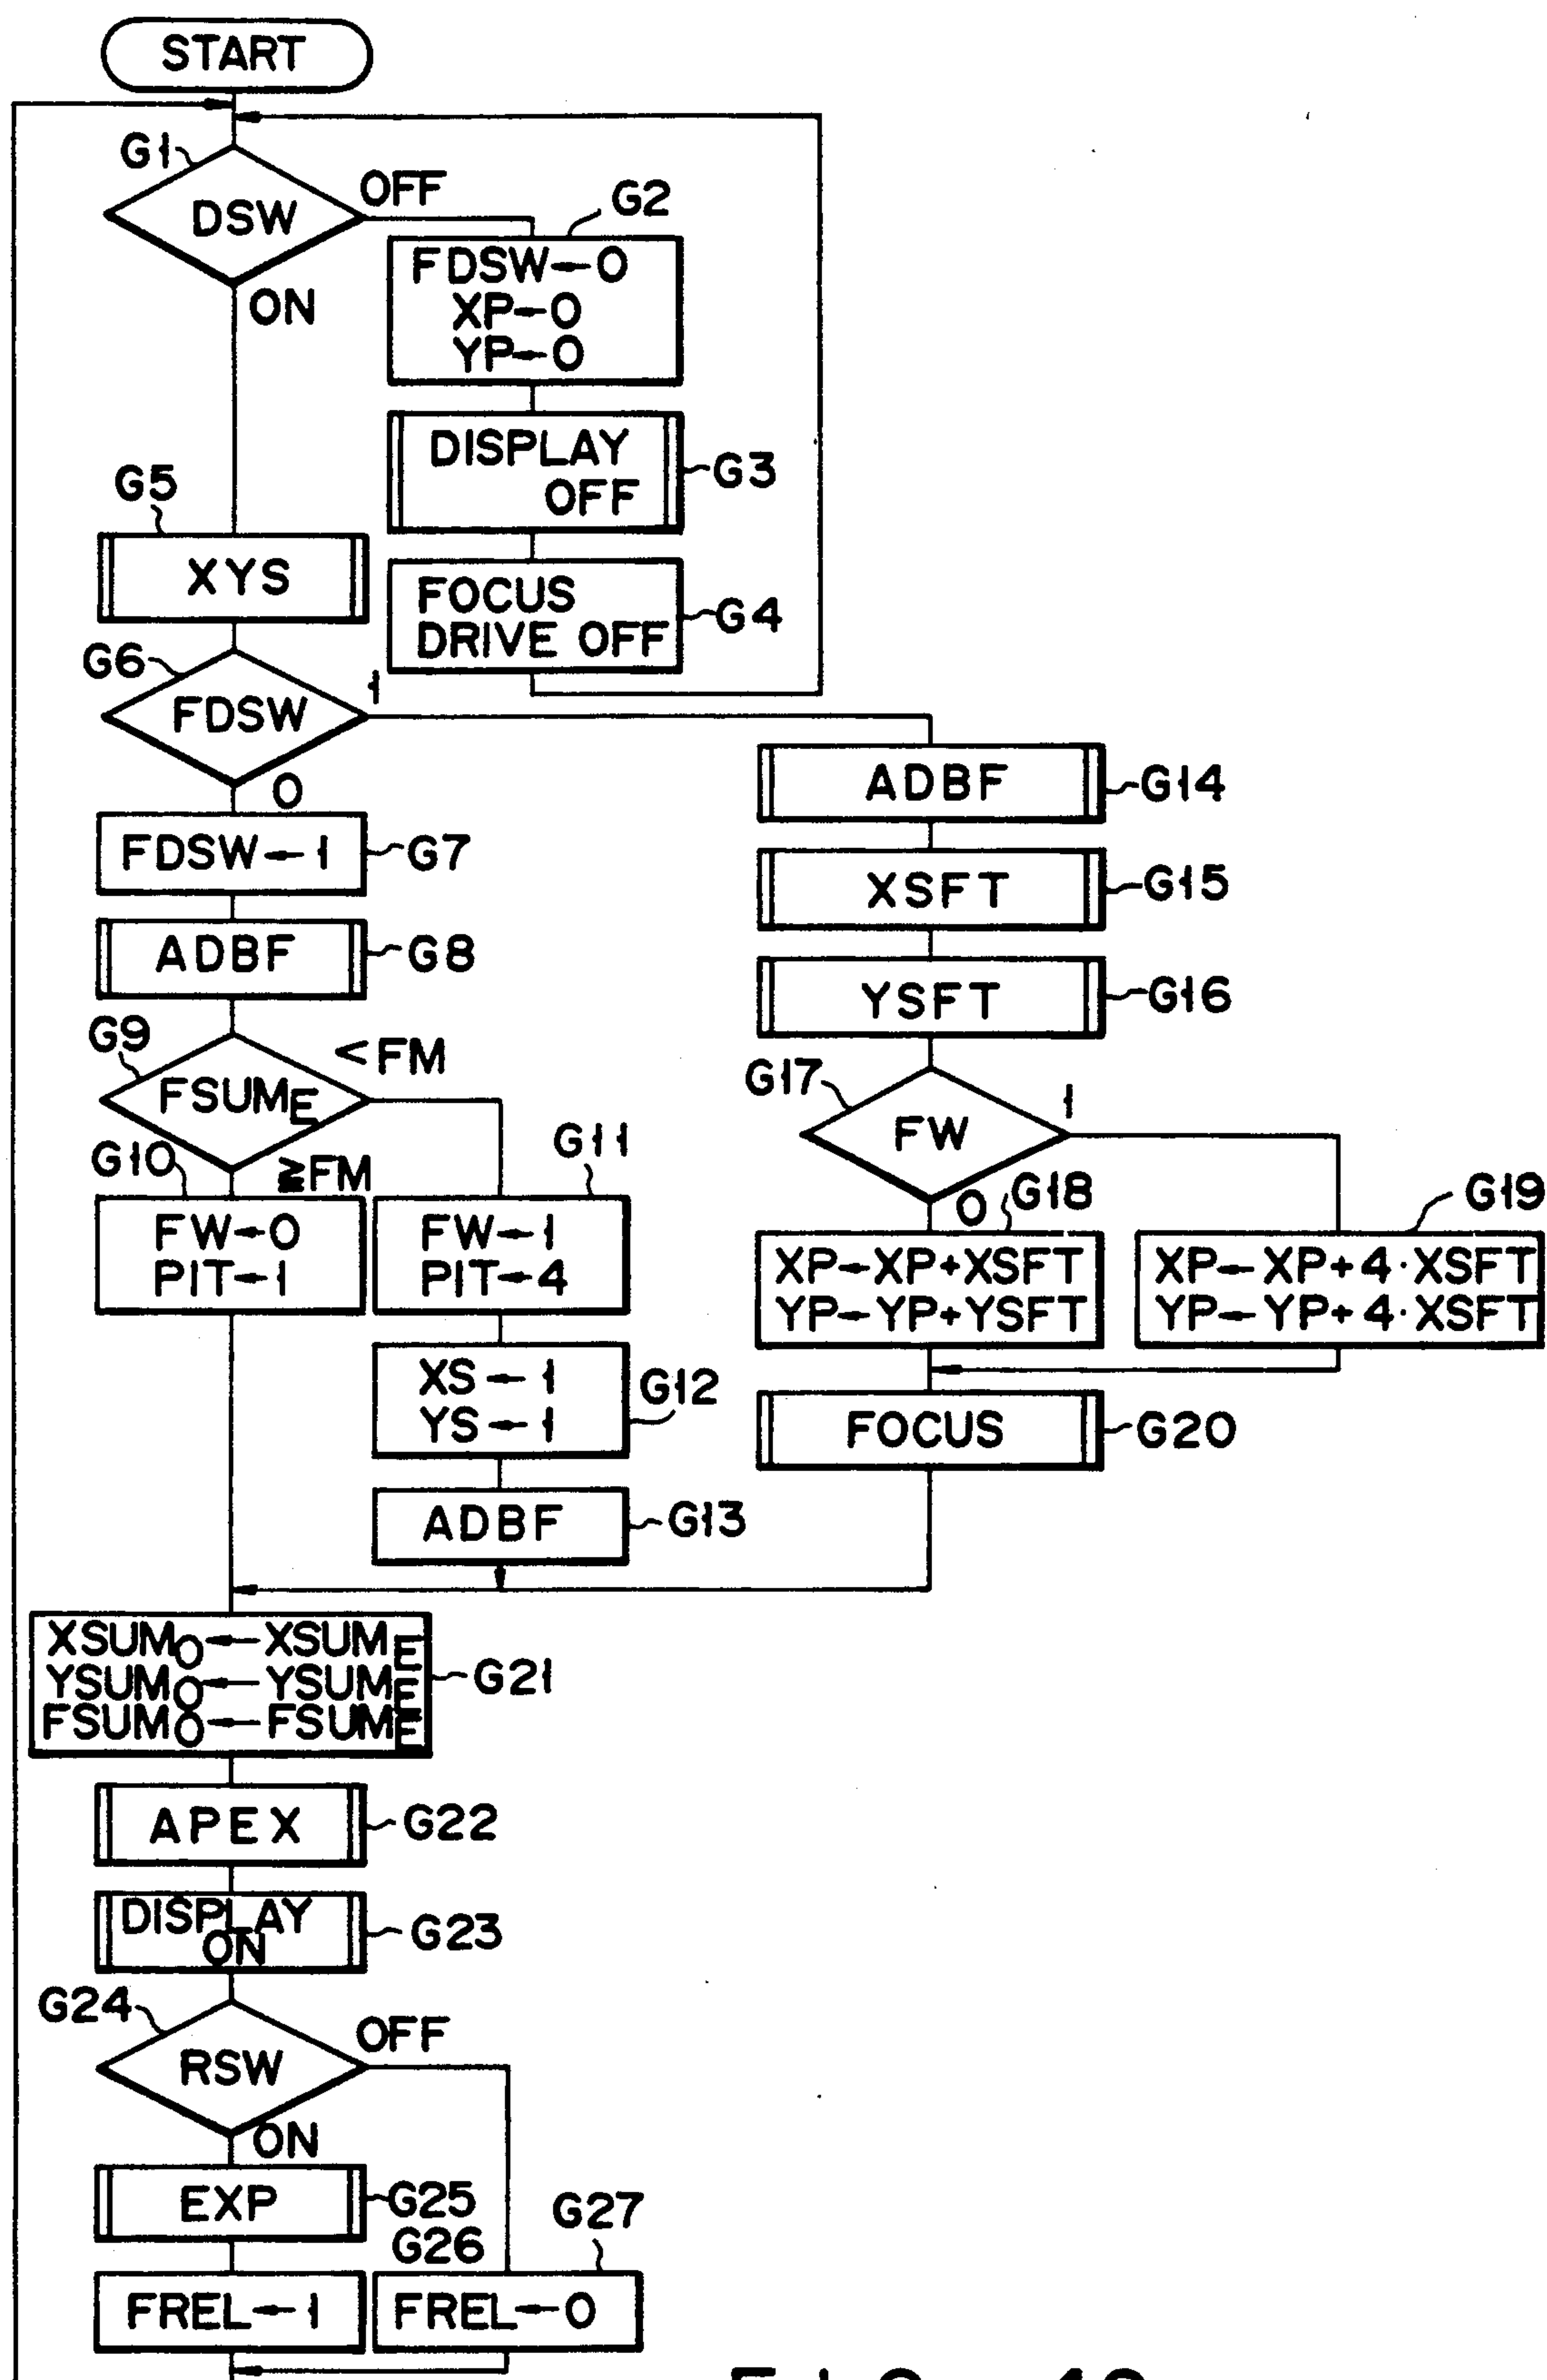 START
G1
DSW
OFF
ON
G2
FDSW←0
XP←0
YP←0
DISPLAY
OFF
G3
FOCUS
DRIVE OFF
G4
G5
XYS
G6
FDSW
1
0
FDSW←1
G7
ADBF
G8
G9
FSUME
< FM
≧FM
G10
FW←0
PIT←1
G11
FW←1
PIT←4
XS←1
YS←1
G12
ADBF
G13
ADBF
G14
XSFT
G15
YSFT
G16
G17
FW
1
0
G18
XP←XP+XSFT
YP←YP+YSFT
G19
XP←XP+4·XSFT
YP←YP+4·XSFT
FOCUS
G20
XSUMO←XSUME
YSUMO←YSUME
FSUMO←FSUME
G21
APEX
G22
DISPLAY
ON
G23
G24
RSW
OFF
ON
EXP
G25
G26
FREL←1
G27
FREL←0